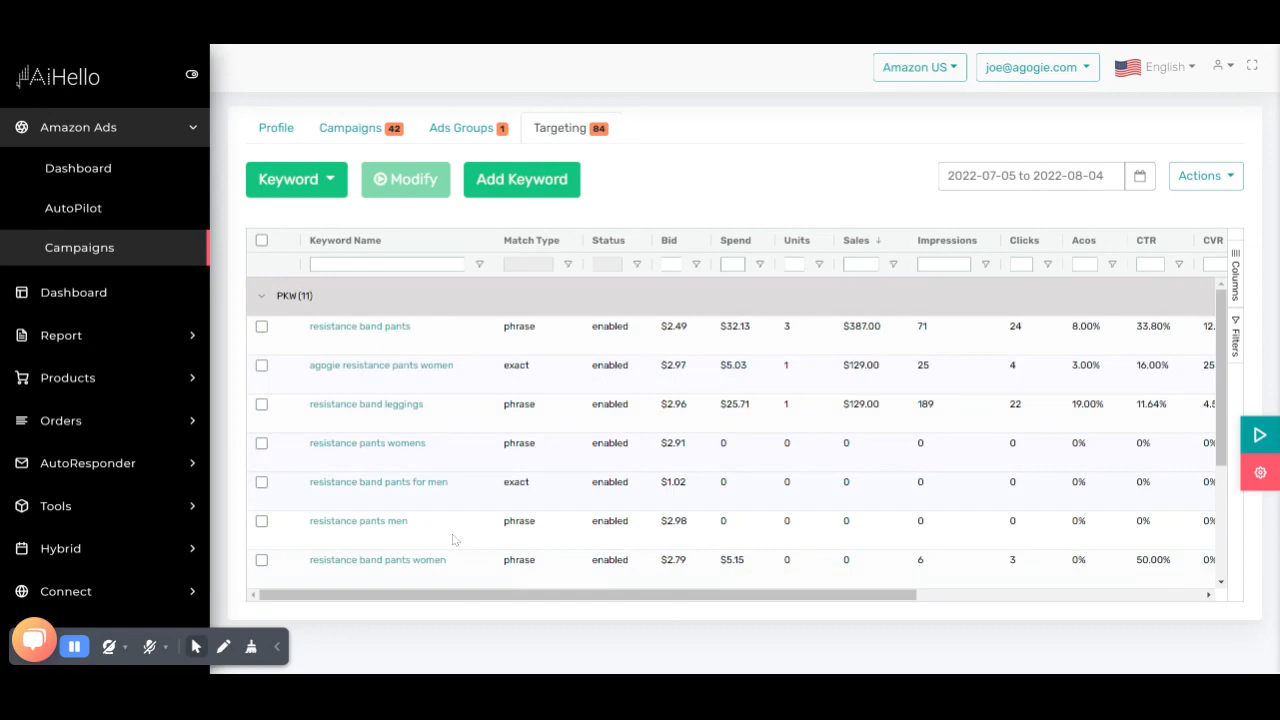 AiHello
Amazon US
joe@agogie.com
English
Amazon Ads
Dashboard
AutoPilot
Campaigns
Dashboard
Report
Products
Orders
AutoResponder
Tools
Hybrid
Connect
Profile Campaigns 42 Ads Groups 1 Targeting 84
Keyword Modify Add Keyword
2022-07-05 to 2022-08-04 Actions
Keyword Name Match Type Status Bid Spend Units Sales ↓ Impressions Clicks Acos CTR CVR
PKW (11)
resistance band pants phrase enabled $2.49 $32.13 3 $387.00 71 24 8.00% 33.80% 12.
agogie resistance pants women exact enabled $2.97 $5.03 1 $129.00 25 4 3.00% 16.00% 25
resistance band leggings phrase enabled $2.96 $25.71 1 $129.00 189 22 19.00% 11.64% 4.5
resistance pants womens phrase enabled $2.91 0 0 0 0 0 0% 0% 0%
resistance band pants for men exact enabled $1.02 0 0 0 0 0 0% 0% 0%
resistance pants men phrase enabled $2.98 0 0 0 0 0 0% 0% 0%
resistance band pants women phrase enabled $2.79 $5.15 0 0 6 3 0% 50.00% 0%
Columns
Filters